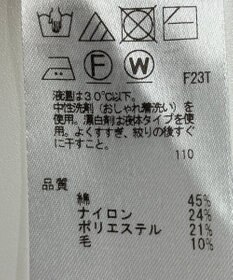 F W
F23T
液温は30℃以下。
中性洗剤(おしゃれ着洗い)を
使用。漂白剤は液体タイプを使
用。よくすすぎ、絞りの後すぐ
に干すこと。
110
品質
綿 45%
ナイロン 24%
ポリエステル 21%
毛 10%